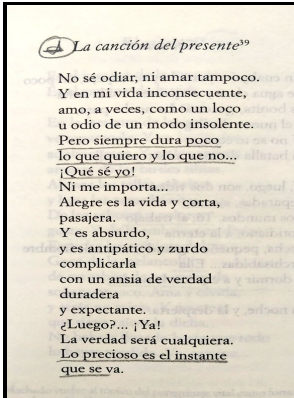 La canción del presente³⁹
No sé odiar, ni amar tampoco.
Y en mi vida inconsecuente,
amo, a veces, como un loco
u odio de un modo insolente.
Pero siempre dura poco
lo que quiero y lo que no...
¡Qué sé yo!
Ni me importa...
Alegre es la vida y corta,
pasajera.
Y es absurdo,
y es antipático y zurdo
complicarla
con un ansia de verdad
duradera
y expectante.
¿Luego?... ¡Ya!
La verdad será cualquiera.
Lo precioso es el instante
que se va.